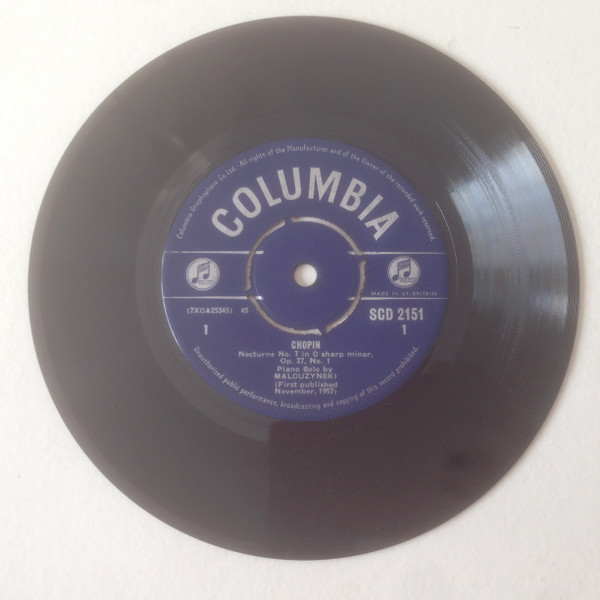 Columbia Graphophone Co. Ltd. All rights of the Manufacturer and of the Owner of the recorded work reserved.
COLUMBIA
MADE IN GT. BRITAIN
(7XCA25345) 45
SCD 2151
1
1
CHOPIN
Nocturne No. 7 in C sharp minor,
Op. 27, No. 1
Piano Solo by
MALCUZYNSKI
(First published
November, 1957)
Unauthorised public performance, broadcasting and copying of this record prohibited.